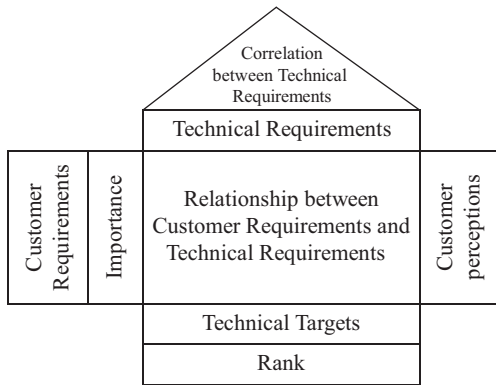 Correlation
between Technical
Requirements
Technical Requirements
Customer
Requirements
Importance
Relationship between
Customer Requirements and
Technical Requirements
Customer
perceptions
Technical Targets
Rank